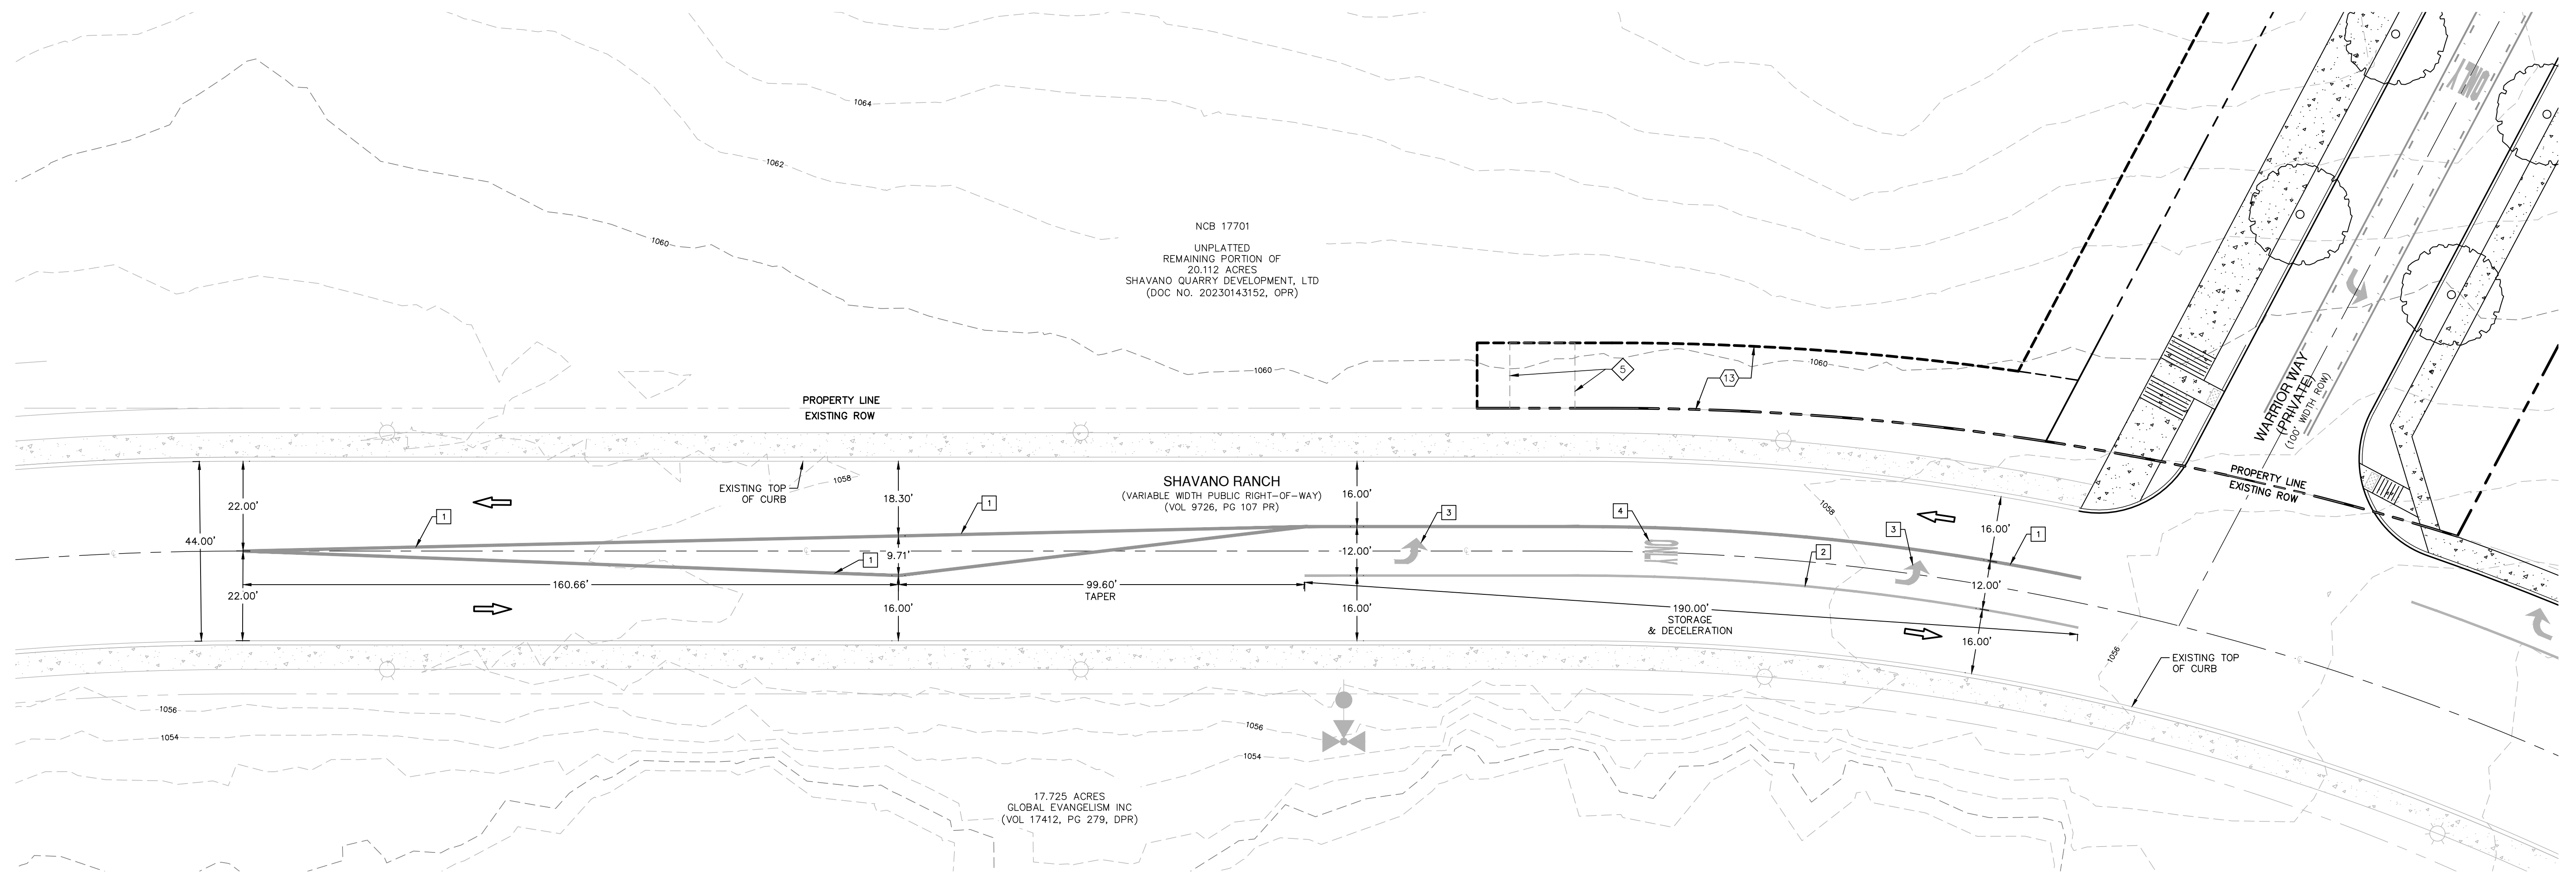 1064
1062
1060
NCB 17701
UNPLATTED
REMAINING PORTION OF
20.112 ACRES
SHAVANO QUARRY DEVELOPMENT, LTD
(DOC NO. 20230143152, OPR)
ONLY
WARRIOR WAY
(PRIVATE)
(100' WIDTH ROW)
1060
1060
5
13
PROPERTY LINE
EXISTING ROW
PROPERTY LINE
EXISTING ROW
EXISTING TOP
OF CURB
1058
SHAVANO RANCH
(VARIABLE WIDTH PUBLIC RIGHT-OF-WAY)
(VOL 9726, PG 107 PR)
22.00'
44.00'
22.00'
18.30'
9.71'
16.00'
16.00'
12.00'
16.00'
1
1
1
3
4
ONLY
3
2
1
1058
16.00'
12.00'
16.00'
160.66'
99.60'
TAPER
190.00'
STORAGE
& DECELERATION
1056
EXISTING TOP
OF CURB
1056
1054
1056
1054
17.725 ACRES
GLOBAL EVANGELISM INC
(VOL 17412, PG 279, DPR)